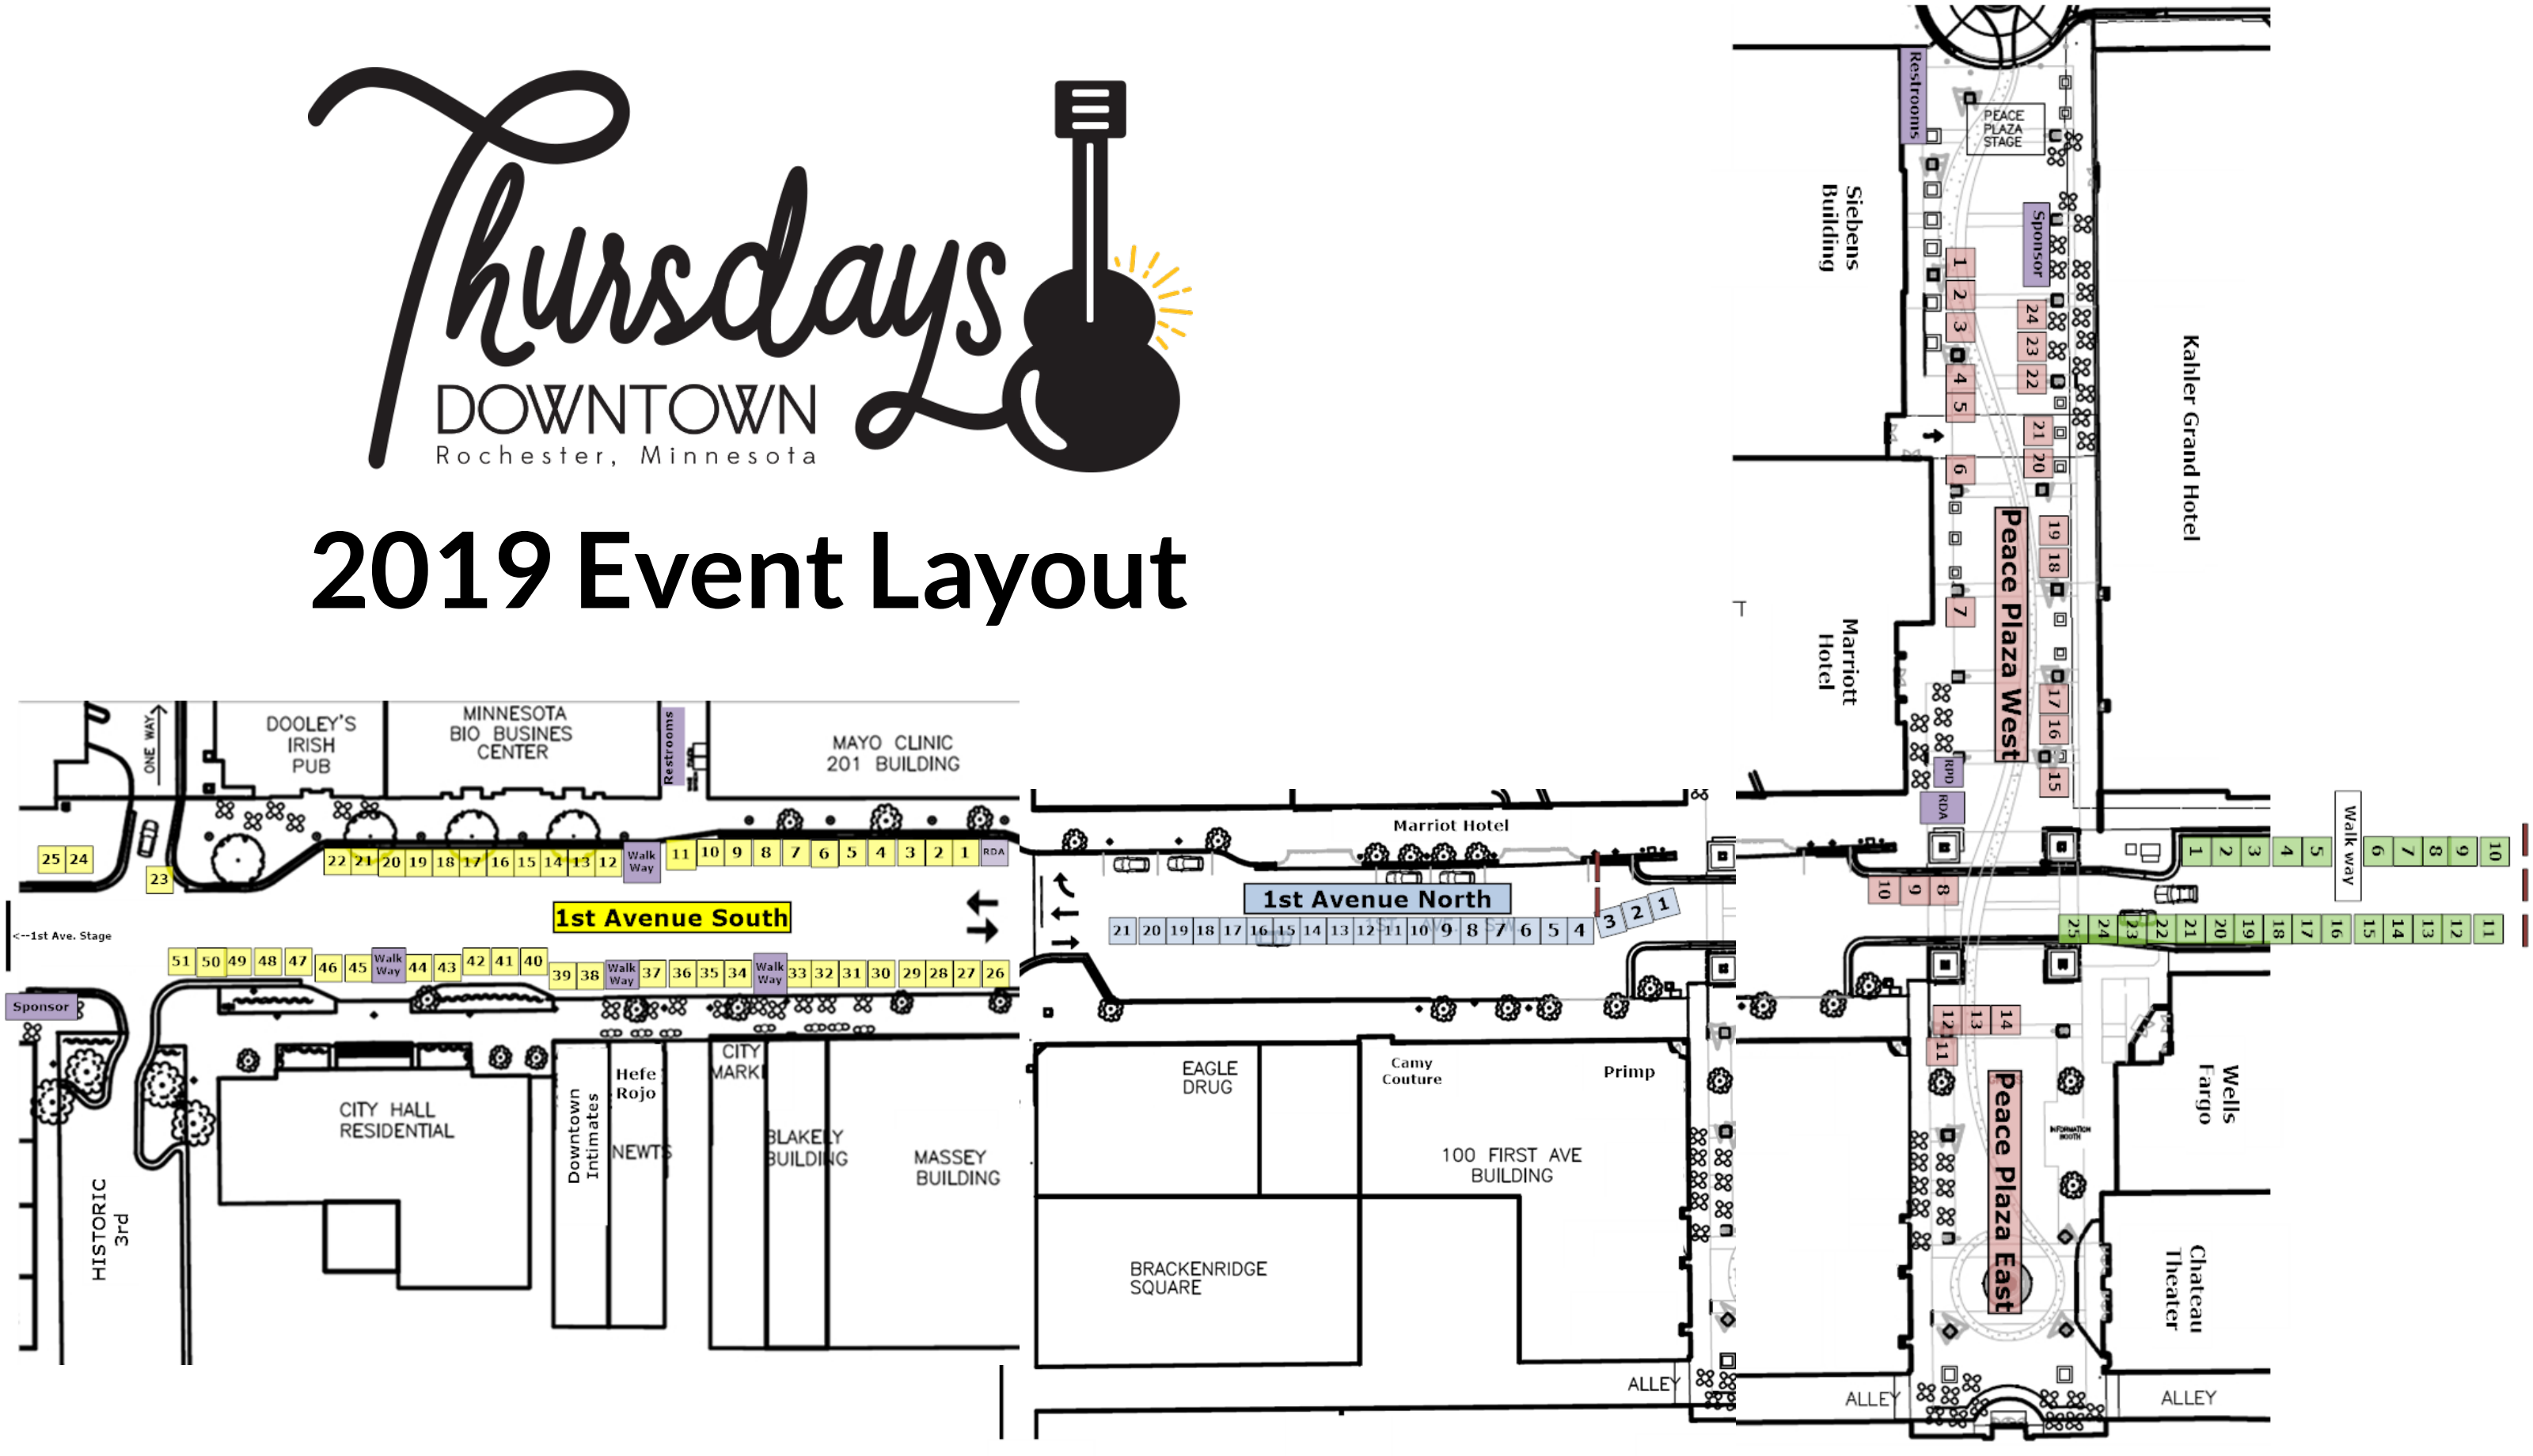 Thursdays
DOWNTOWN
Rochester, Minnesota
2019 Event Layout
Restrooms
PEACE
PLAZA
STAGE
Siebens
Building
Sponsor
Kahler Grand Hotel
1
2
3
4
5
6
7
24
23
22
21
20
19
18
17
16
15
Peace Plaza West
T
Marriott
Hotel
RPD
RDA
ONE WAY
DOOLEY'S
IRISH
PUB
MINNESOTA
BIO BUSINES
CENTER
Restrooms
MAYO CLINIC
201 BUILDING
25 24
23
22 21 20 19 18 17 16 15 14 13 12 Walk Way 11 10 9 8 7 6 5 4 3 2 1 RDA
1st Avenue South
<--1st Ave. Stage
51 50 49 48 47 46 45 Walk Way 44 43 42 41 40 39 38 Walk Way 37 36 35 34 Walk Way 33 32 31 30 29 28 27 26
Sponsor
HISTORIC
3rd
CITY HALL
RESIDENTIAL
Downtown
Intimates
Hefe
Rojo
NEWTS
CITY
MARK
BLAKELY
BUILDING
MASSEY
BUILDING
Marriot Hotel
1st Avenue North
21 20 19 18 17 16 15 14 13 12 11 10 9 8 7 6 5 4 3 2 1
EAGLE
DRUG
Camy
Couture
Primp
100 FIRST AVE
BUILDING
BRACKENRIDGE
SQUARE
ALLEY
10 9 8
1 2 3 4 5 Walk way 6 7 8 9 10
25 24 23 22 21 20 19 18 17 16 15 14 13 12 11
12 13 14
11
Peace Plaza East
INFORMATION
BOOTH
Wells
Fargo
Chateau
Theater
ALLEY
ALLEY